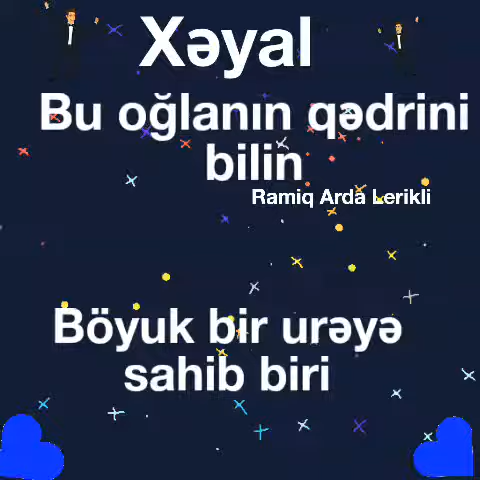 Xəyal
Bu oğlanın qədrini
bilin
Ramiq Arda Lerikli
Böyuk bir urəyə
sahib biri